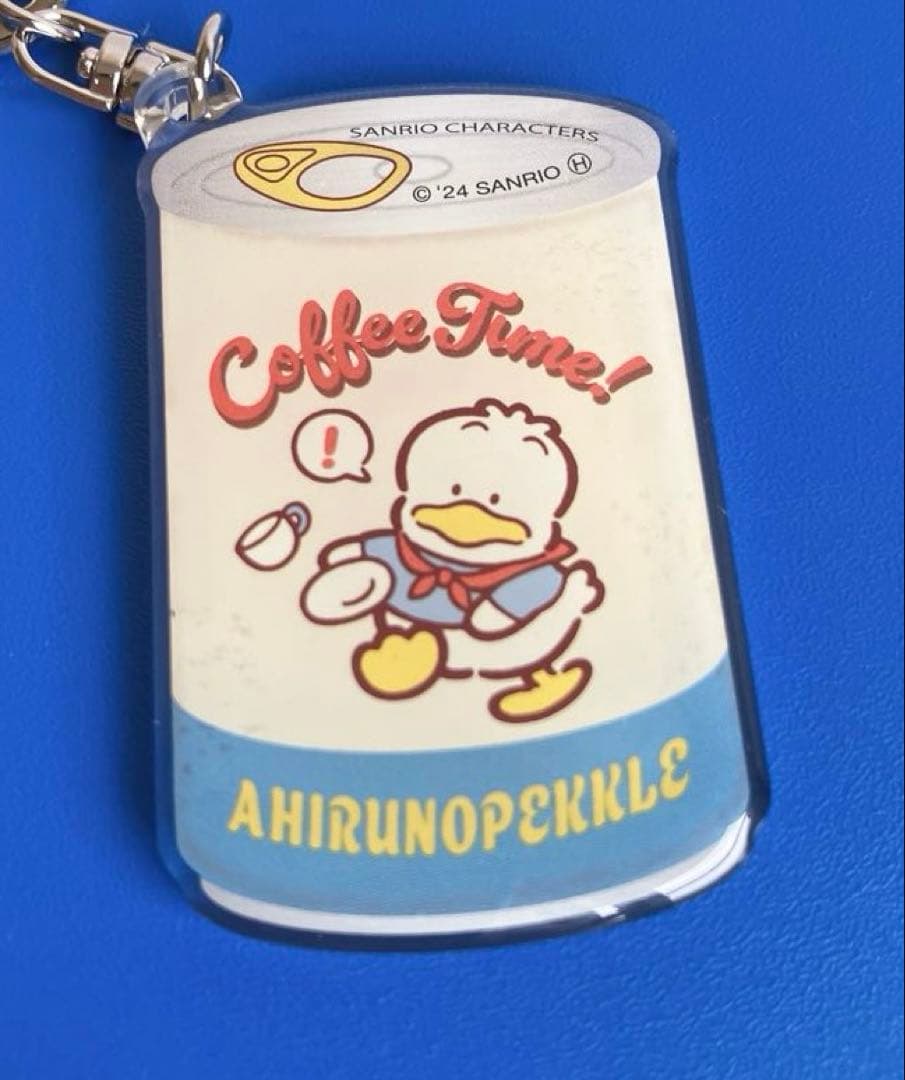 SANRIO CHARACTERS
© '24 SANRIO Ⓗ
Coffee Time!
!
AHIRUNOPEKKLE